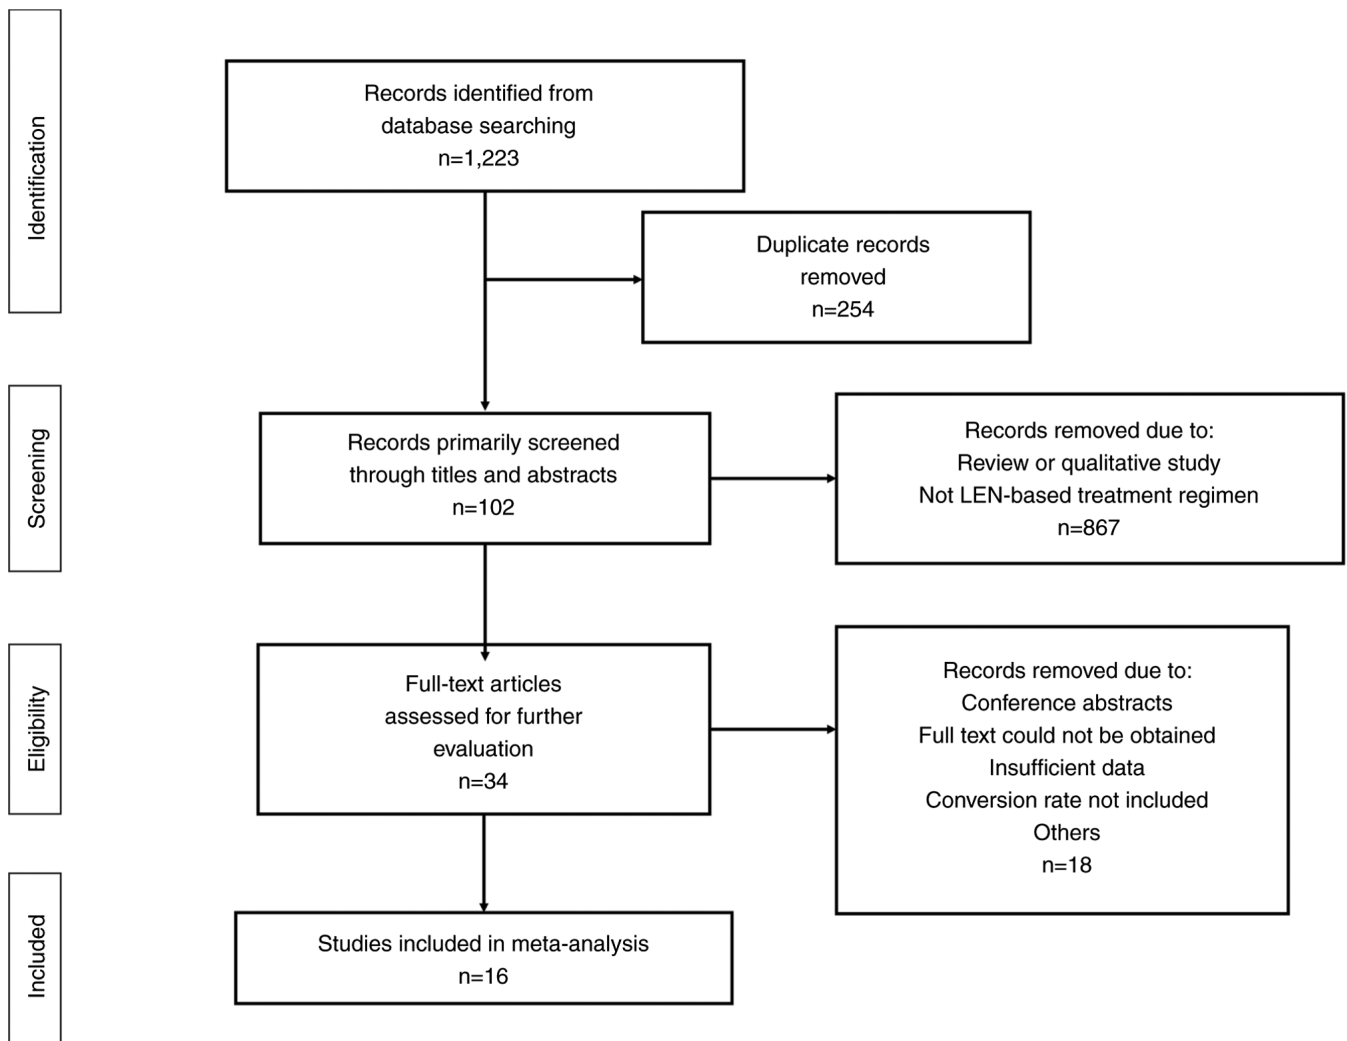 Identification
Records identified from
database searching
n=1,223
Duplicate records
removed
n=254
Screening
Records primarily screened
through titles and abstracts
n=102
Records removed due to:
Review or qualitative study
Not LEN-based treatment regimen
n=867
Eligibility
Full-text articles
assessed for further
evaluation
n=34
Records removed due to:
Conference abstracts
Full text could not be obtained
Insufficient data
Conversion rate not included
Others
n=18
Included
Studies included in meta-analysis
n=16